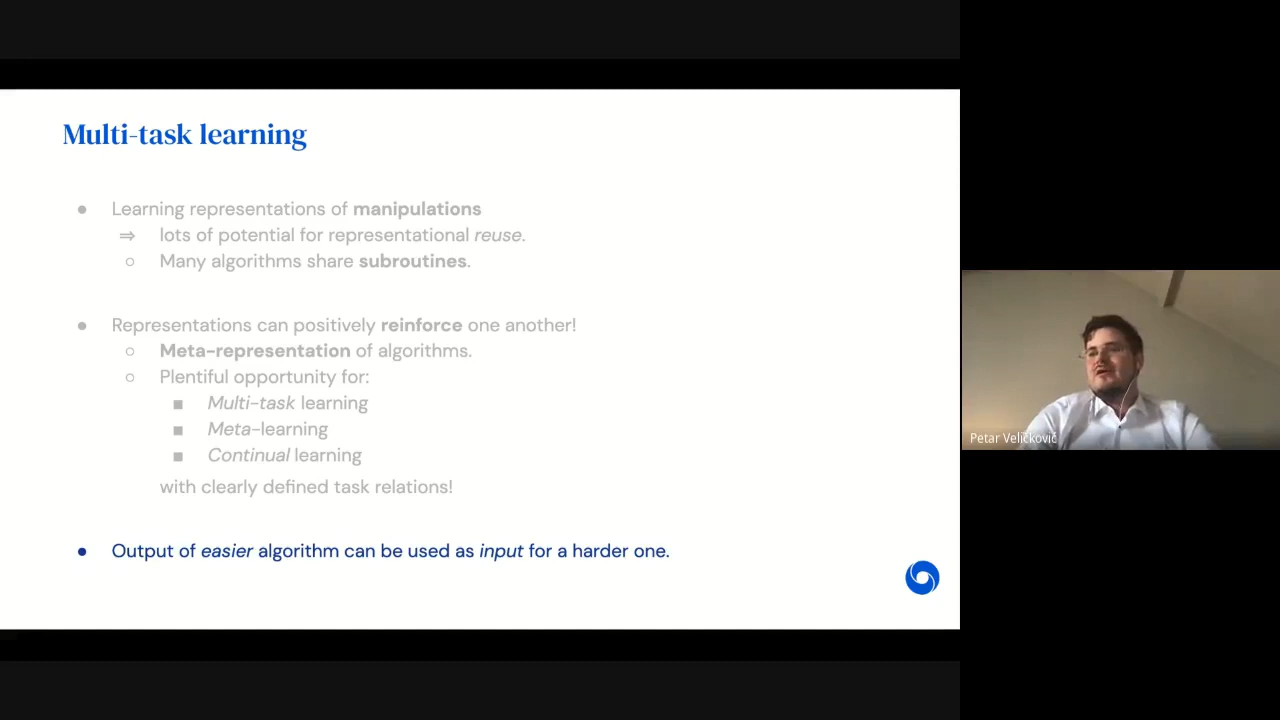 Multi-task learning
● Learning representations of manipulations
⇒ lots of potential for representational reuse.
○ Many algorithms share subroutines.
● Representations can positively reinforce one another!
○ Meta-representation of algorithms.
○ Plentiful opportunity for:
■ Multi-task learning
■ Meta-learning
■ Continual learning
with clearly defined task relations!
● Output of easier algorithm can be used as input for a harder one.
Petar Veličković